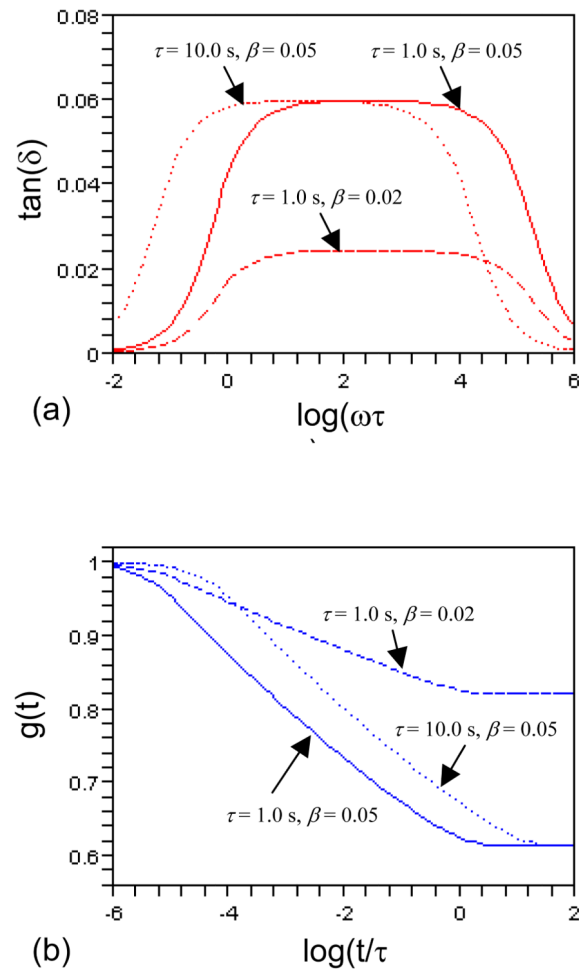 0.08
τ = 10.0 s, β = 0.05
τ = 1.0 s, β = 0.05
0.06
tan(δ)
0.04
τ = 1.0 s, β = 0.02
0.02
0
-2 0 2 4 6
(a)
log(ωτ
1
τ = 1.0 s, β = 0.02
0.9
g(t)
0.8
τ = 10.0 s, β = 0.05
0.7
τ = 1.0 s, β = 0.05
0.6
-6 -4 -2 0 2
(b)
log(t/τ